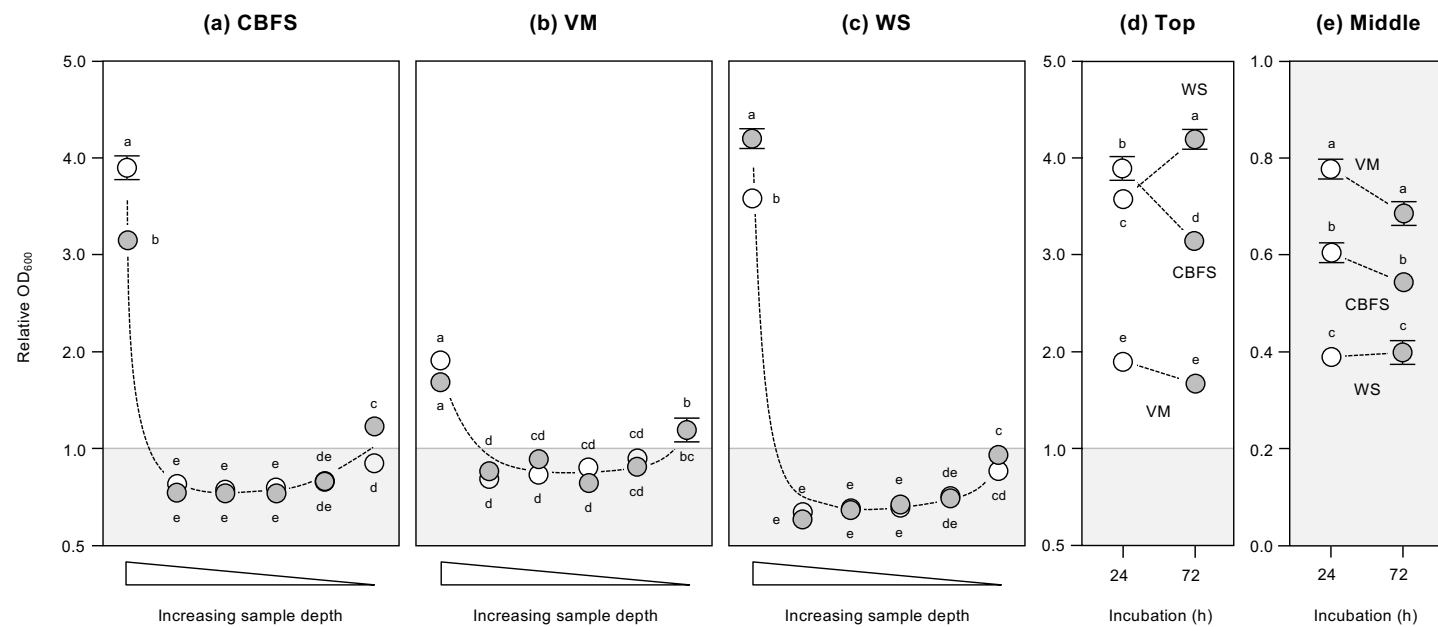 (a) CBFS (b) VM (c) WS (d) Top (e) Middle
5.0 5.0 1.0
WS
a a a b a
4.0 4.0 0.8
VM
b b c d a
b b
3.0 3.0 0.6
CBFS CBFS
Relative OD600
a e e c c
2.0 2.0 0.4
a WS
c b c VM
d cd cd cd
1.0 1.0 0.2
bc
e e e de d e e e de cd
e e e de d d d cd e e e de
0.5 0.5 0.0
24 72 24 72
Increasing sample depth Increasing sample depth Increasing sample depth Incubation (h) Incubation (h)